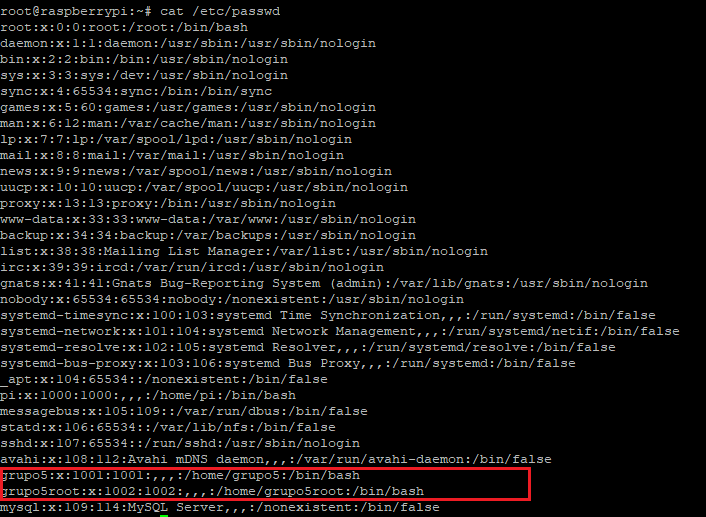 root@raspberrypi:~# cat /etc/passwd
root:x:0:0:root:/root:/bin/bash
daemon:x:1:1:daemon:/usr/sbin:/usr/sbin/nologin
bin:x:2:2:bin:/bin:/usr/sbin/nologin
sys:x:3:3:sys:/dev:/usr/sbin/nologin
sync:x:4:65534:sync:/bin:/bin/sync
games:x:5:60:games:/usr/games:/usr/sbin/nologin
man:x:6:12:man:/var/cache/man:/usr/sbin/nologin
lp:x:7:7:lp:/var/spool/lpd:/usr/sbin/nologin
mail:x:8:8:mail:/var/mail:/usr/sbin/nologin
news:x:9:9:news:/var/spool/news:/usr/sbin/nologin
uucp:x:10:10:uucp:/var/spool/uucp:/usr/sbin/nologin
proxy:x:13:13:proxy:/bin:/usr/sbin/nologin
www-data:x:33:33:www-data:/var/www:/usr/sbin/nologin
backup:x:34:34:backup:/var/backups:/usr/sbin/nologin
list:x:38:38:Mailing List Manager:/var/list:/usr/sbin/nologin
irc:x:39:39:ircd:/var/run/ircd:/usr/sbin/nologin
gnats:x:41:41:Gnats Bug-Reporting System (admin):/var/lib/gnats:/usr/sbin/nologin
nobody:x:65534:65534:nobody:/nonexistent:/usr/sbin/nologin
systemd-timesync:x:100:103:systemd Time Synchronization,,,:/run/systemd:/bin/false
systemd-network:x:101:104:systemd Network Management,,,:/run/systemd/netif:/bin/false
systemd-resolve:x:102:105:systemd Resolver,,,:/run/systemd/resolve:/bin/false
systemd-bus-proxy:x:103:106:systemd Bus Proxy,,,:/run/systemd:/bin/false
_apt:x:104:65534::/nonexistent:/bin/false
pi:x:1000:1000:,,,:/home/pi:/bin/bash
messagebus:x:105:109::/var/run/dbus:/bin/false
statd:x:106:65534::/var/lib/nfs:/bin/false
sshd:x:107:65534::/run/sshd:/usr/sbin/nologin
avahi:x:108:112:Avahi mDNS daemon,,,:/var/run/avahi-daemon:/bin/false
grupo5:x:1001:1001:,,,:/home/grupo5:/bin/bash
grupo5root:x:1002:1002:,,,:/home/grupo5root:/bin/bash
mysql:x:109:114:MySQL Server,,,:/nonexistent:/bin/false